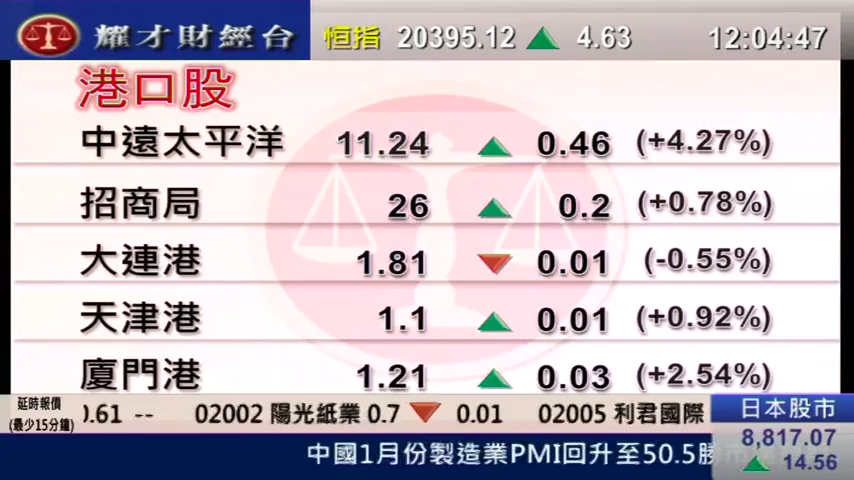 耀才財經台 恒指 20395.12 ▲ 4.63 12:04:47
港口股
中遠太平洋 11.24 ▲ 0.46 (+4.27%)
招商局 26 ▲ 0.2 (+0.78%)
大連港 1.81 ▼ 0.01 (-0.55%)
天津港 1.1 ▲ 0.01 (+0.92%)
廈門港 1.21 ▲ 0.03 (+2.54%)
延時報價
(最少15分鐘)
0.61 -- 02002 陽光紙業 0.7 ▼ 0.01 02005 利君國際
日本股市
8,817.07
▲ 14.56
中國1月份製造業PMI回升至50.5勝市